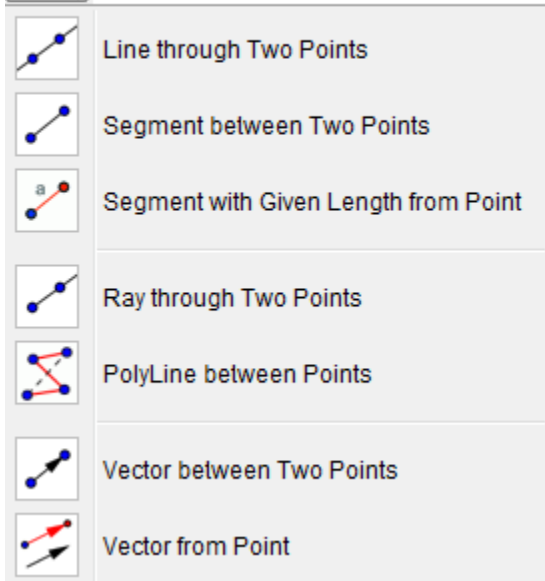 Line through Two Points
Segment between Two Points
a
Segment with Given Length from Point
Ray through Two Points
PolyLine between Points
Vector between Two Points
Vector from Point